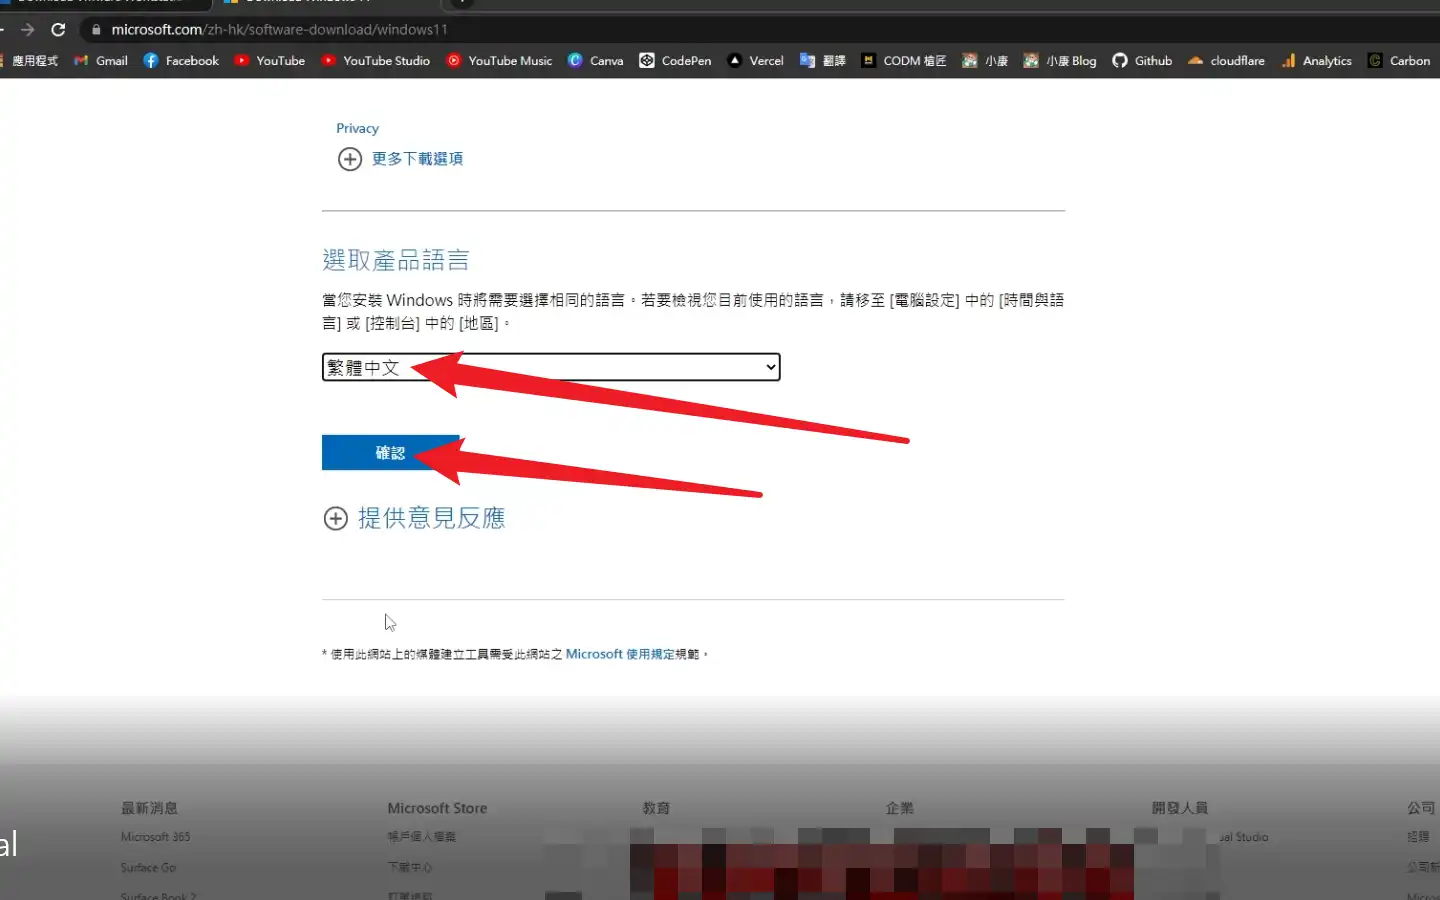 microsoft.com/zh-hk/software-download/windows11
應用程式 Gmail Facebook YouTube YouTube Studio YouTube Music Canva CodePen Vercel 翻譯 CODM 槍匠 小康 小康 Blog Github cloudflare Analytics Carbon
Privacy
更多下載選項
選取產品語言
當您安裝 Windows 時將需要選擇相同的語言。若要檢視您目前使用的語言，請移至 [電腦設定] 中的 [時間與語
言] 或 [控制台] 中的 [地區]。
繁體中文
確認
提供意見反應
* 使用此網站上的媒體建立工具需受此網站之 Microsoft 使用規定規範。
最新消息 Microsoft Store 教育 企業 開發人員 公司
Microsoft 365 帳戶個人檔案 ual Studio 招聘
al
Surface Go 下載中心
Surface Book 2 訂單追蹤